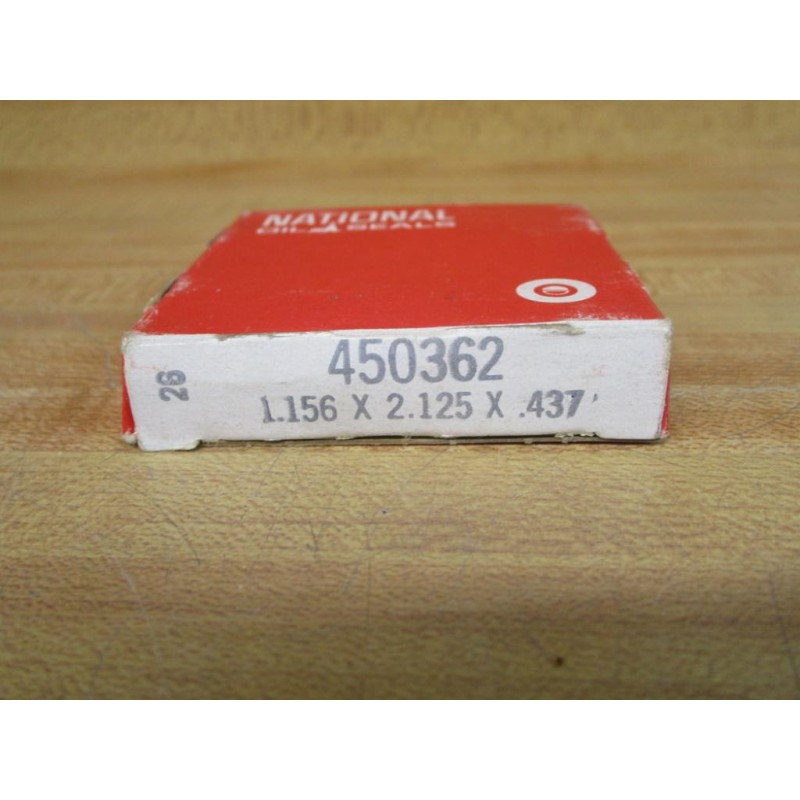 NATIONAL
OIL SEALS
450362
26
1.156 X 2.125 X .437